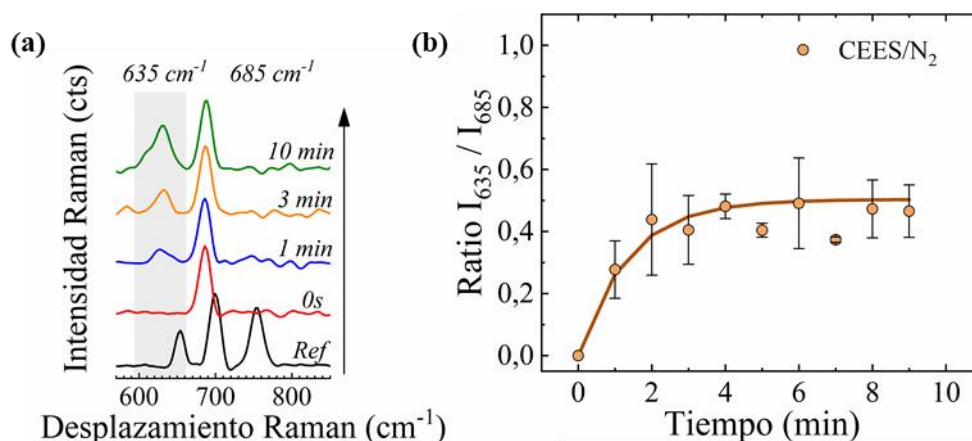 (a)
635 cm⁻¹ 685 cm⁻¹
10 min
3 min
1 min
0s
Ref
Intensidad Raman (cts)
600 700 800
Desplazamiento Raman (cm⁻¹)
(b)
CEES/N₂
1,0
0,8
0,6
0,4
0,2
0,0
Ratio I₆₃₅ / I₆₈₅
0 2 4 6 8 10
Tiempo (min)